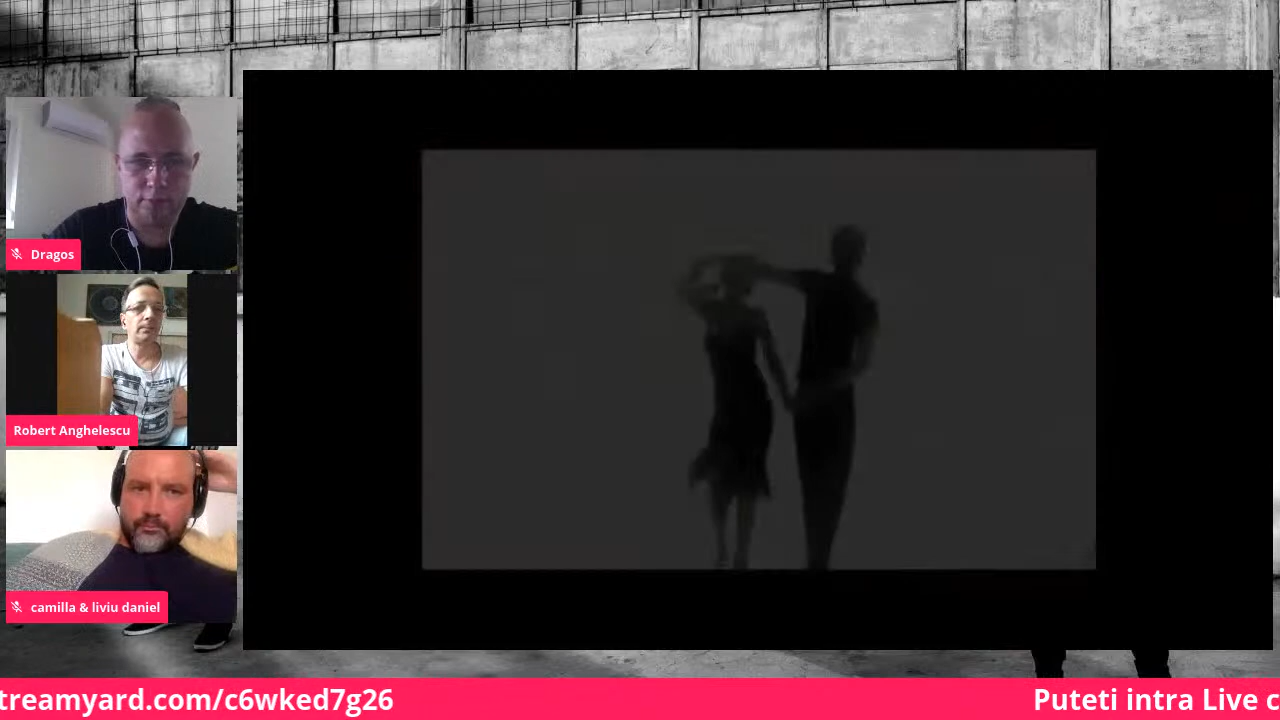 Dragos
Robert Anghelescu
camilla & liviu daniel
treamyard.com/c6wked7g26
Puteti intra Live c